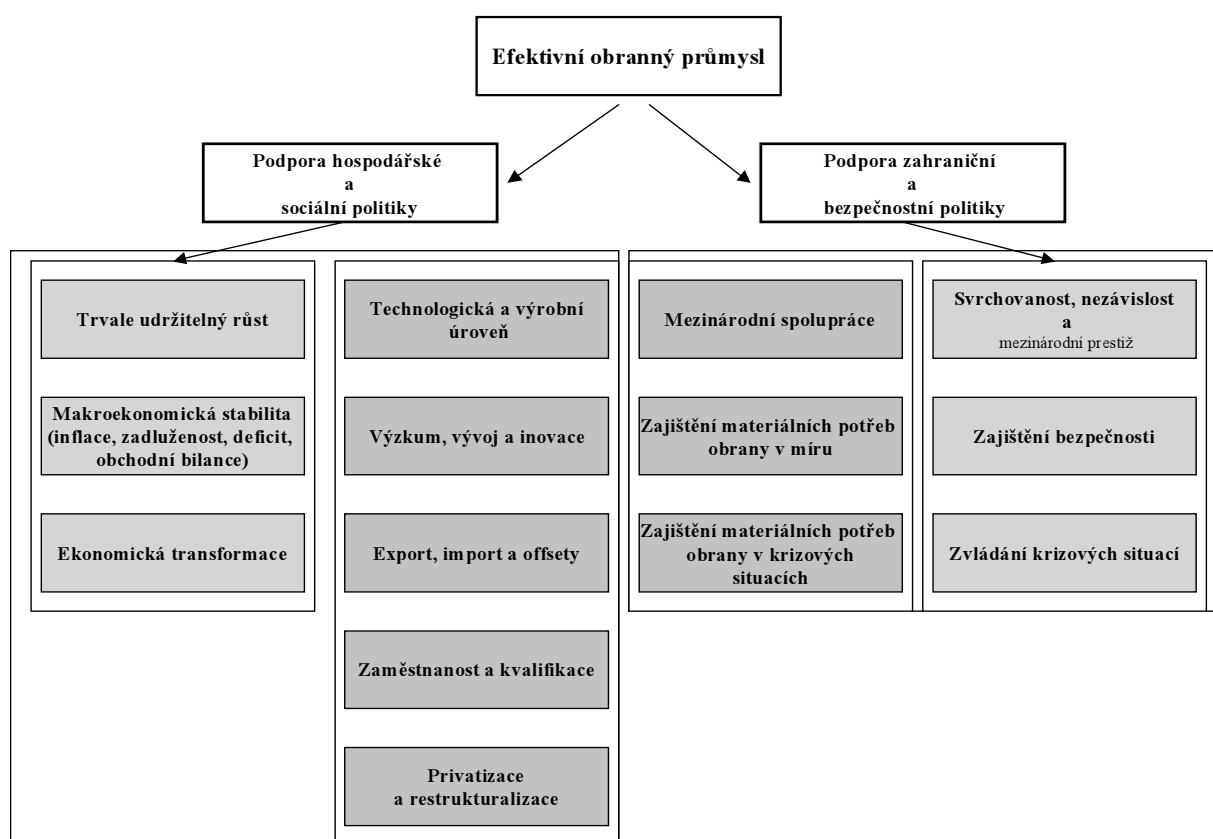 Efektivní obranný průmysl
Podpora hospodářské
a
sociální politiky
Podpora zahraniční
a
bezpečnostní politiky
Trvale udržitelný růst
Makroekonomická stabilita
(inflace, zadluženost, deficit,
obchodní bilance)
Ekonomická transformace
Technologická a výrobní
úroveň
Výzkum, vývoj a inovace
Export, import a offsety
Zaměstnanost a kvalifikace
Privatizace
a restrukturalizace
Mezinárodní spolupráce
Zajištění materiálních potřeb
obrany v míru
Zajištění materiálních potřeb
obrany v krizových
situacích
Svrchovanost, nezávislost
a
mezinárodní prestiž
Zajištění bezpečnosti
Zvládání krizových situací